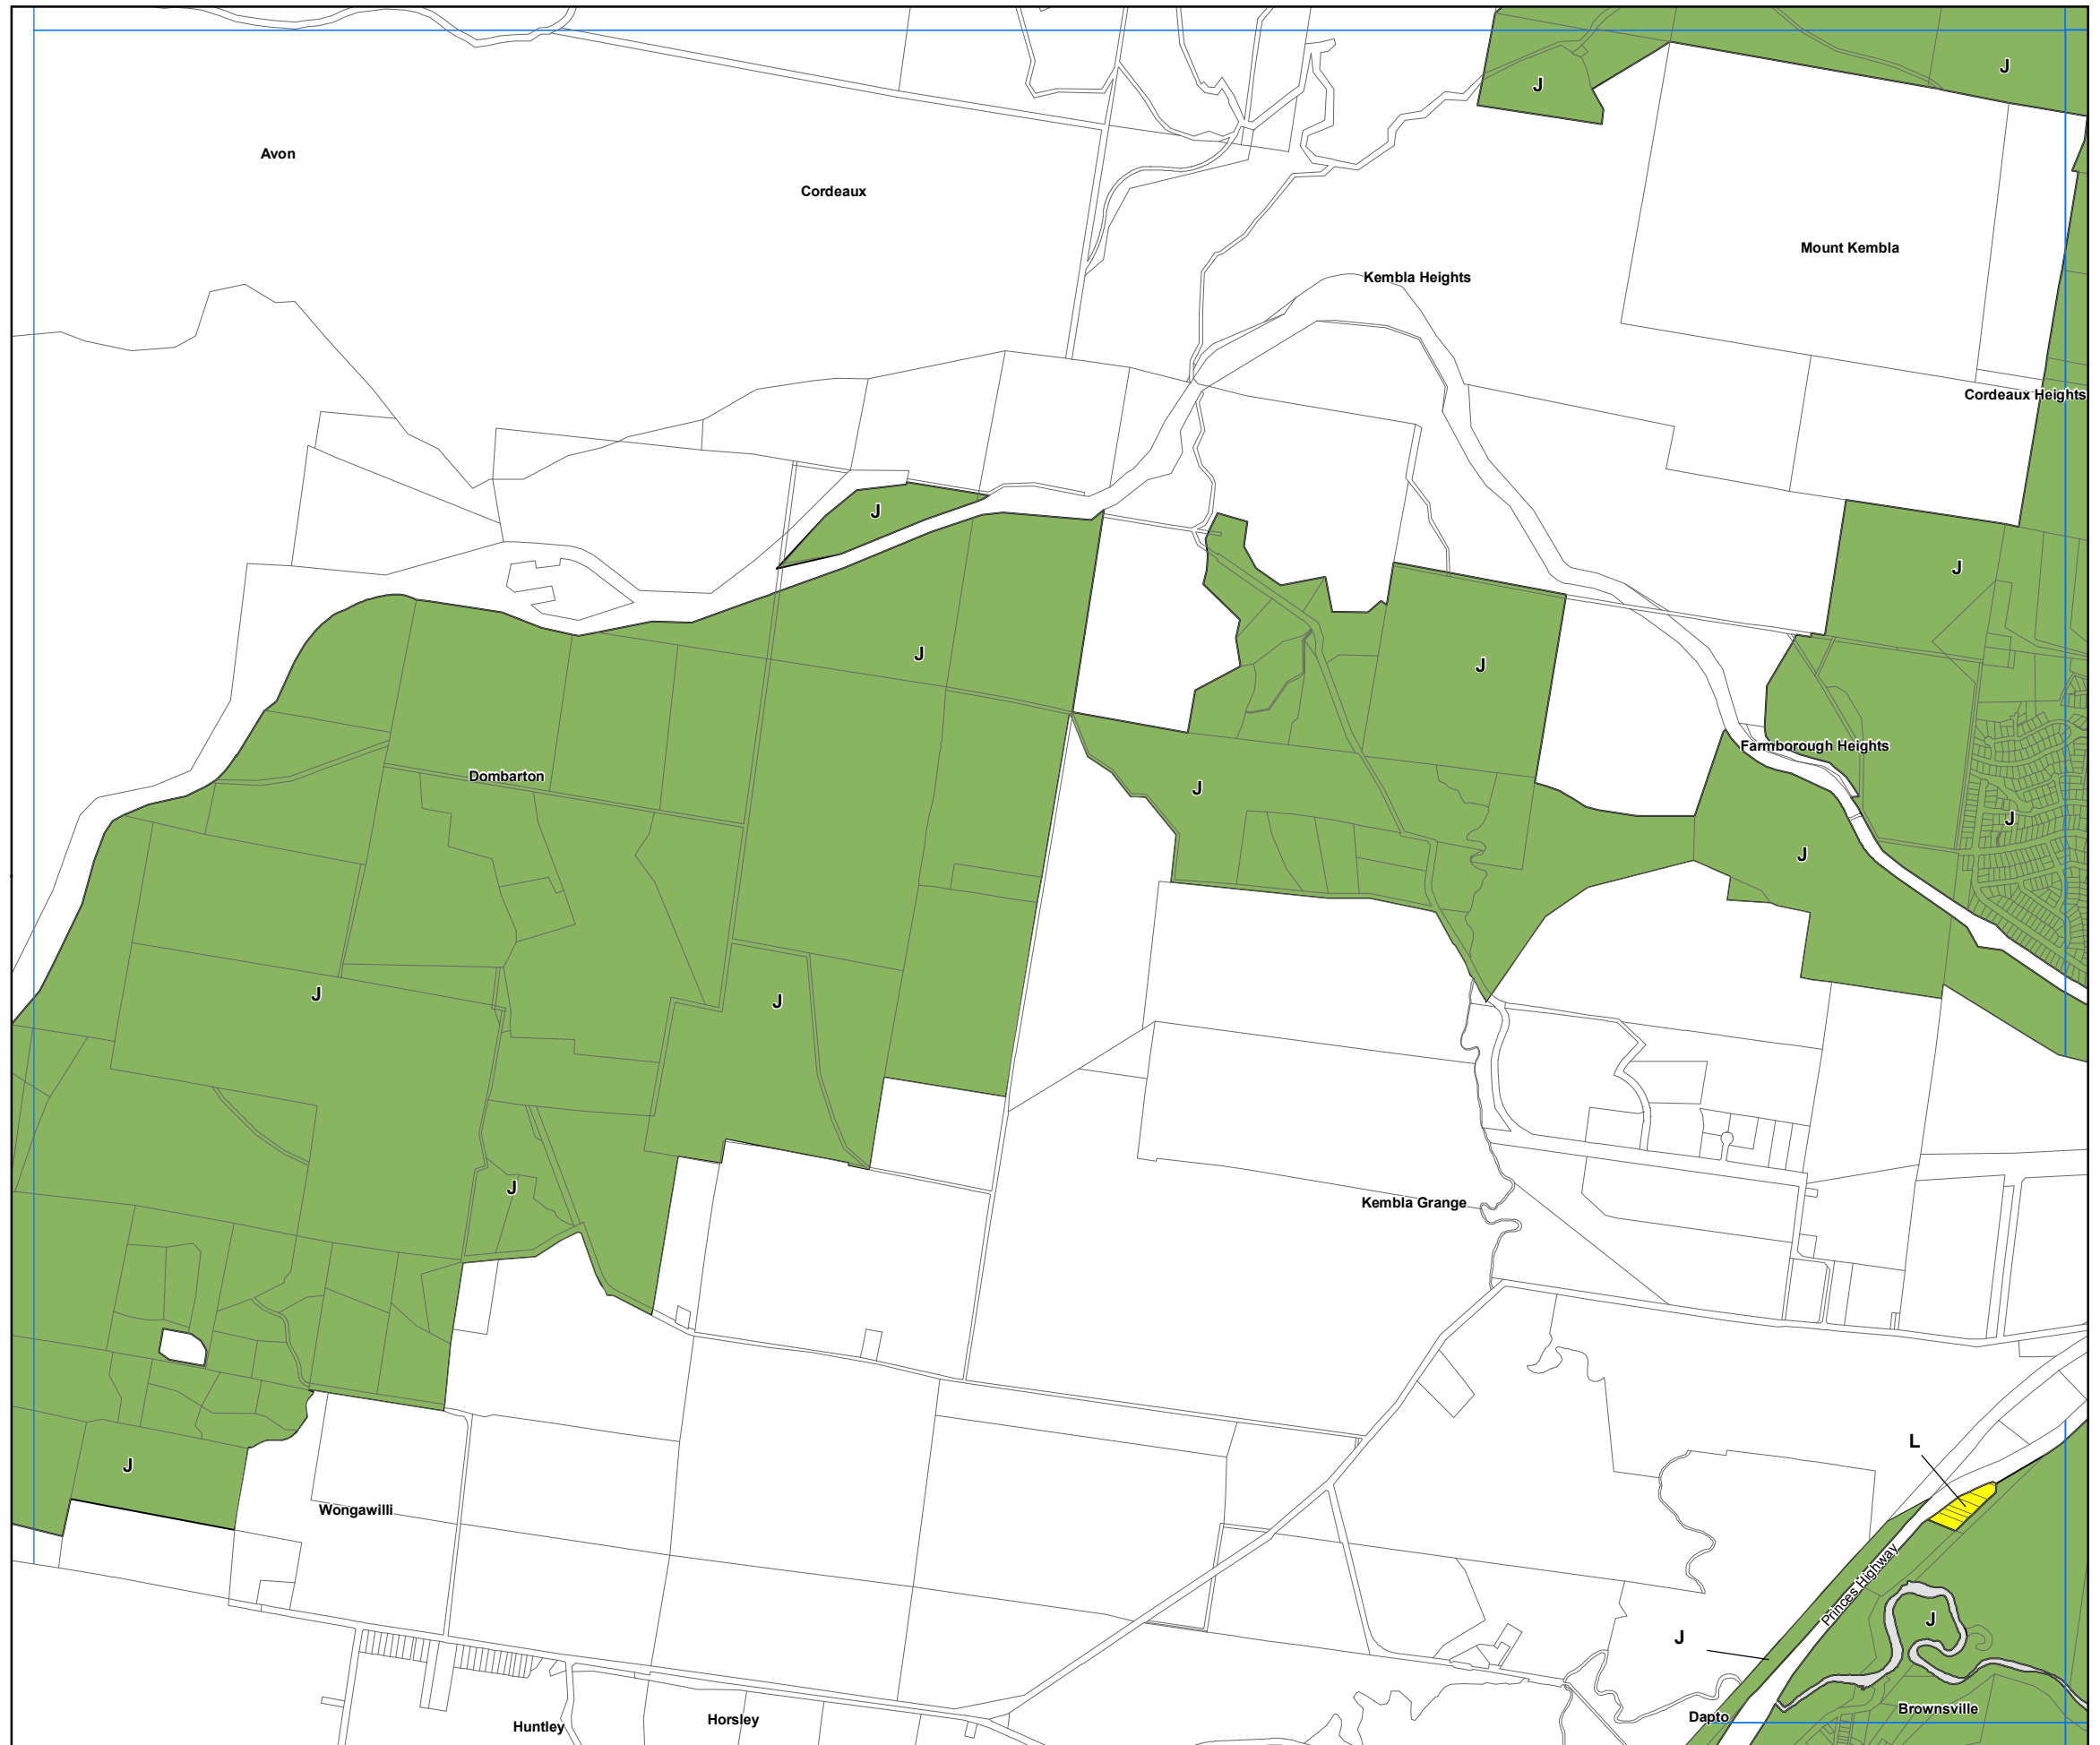 J
J
Avon
Cordeaux
Mount Kembla
Kembla Heights
Cordeaux Heights
J
J
J
J
Farmborough Heights
Dombarton
J
J
J
J
J
J
Kembla Grange
L
J
Wongawilli
Princes Highway
J
J
Brownsville
Dapto
Horsley
Huntley